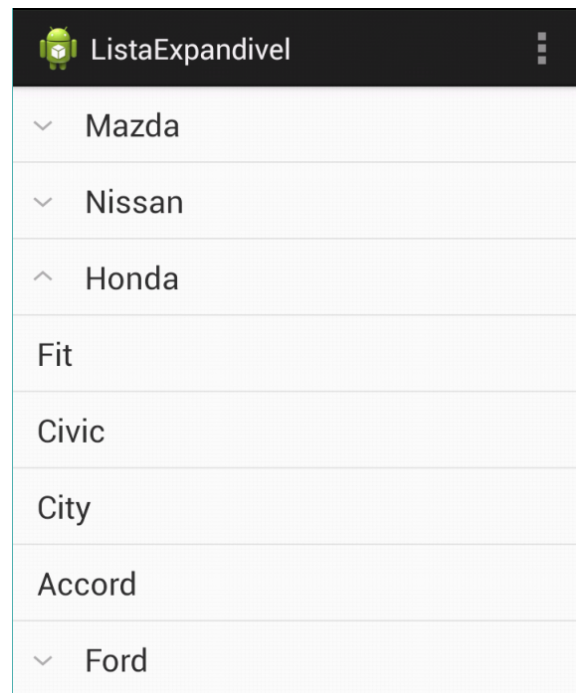 ListaExpandivel
Mazda
Nissan
Honda
Fit
Civic
City
Accord
Ford